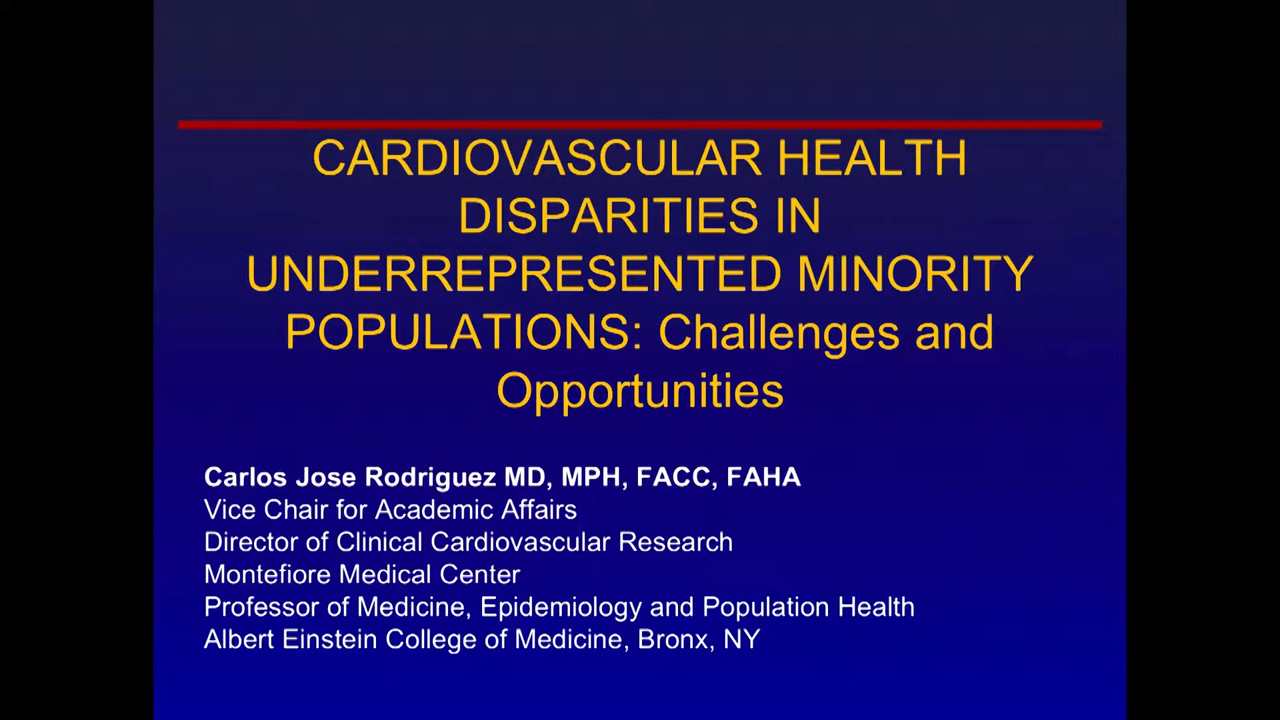 CARDIOVASCULAR HEALTH
DISPARITIES IN
UNDERREPRESENTED MINORITY
POPULATIONS: Challenges and
Opportunities
Carlos Jose Rodriguez MD, MPH, FACC, FAHA
Vice Chair for Academic Affairs
Director of Clinical Cardiovascular Research
Montefiore Medical Center
Professor of Medicine, Epidemiology and Population Health
Albert Einstein College of Medicine, Bronx, NY